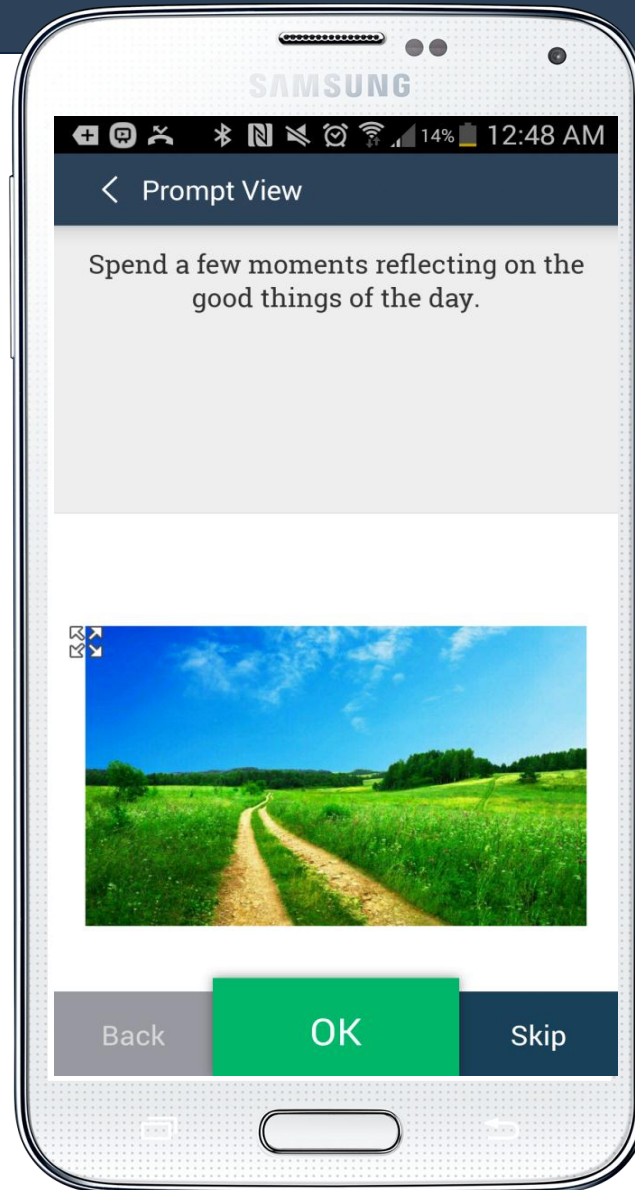 SAMSUNG
14% 12:48 AM
Prompt View
Spend a few moments reflecting on the
good things of the day.
Back OK Skip